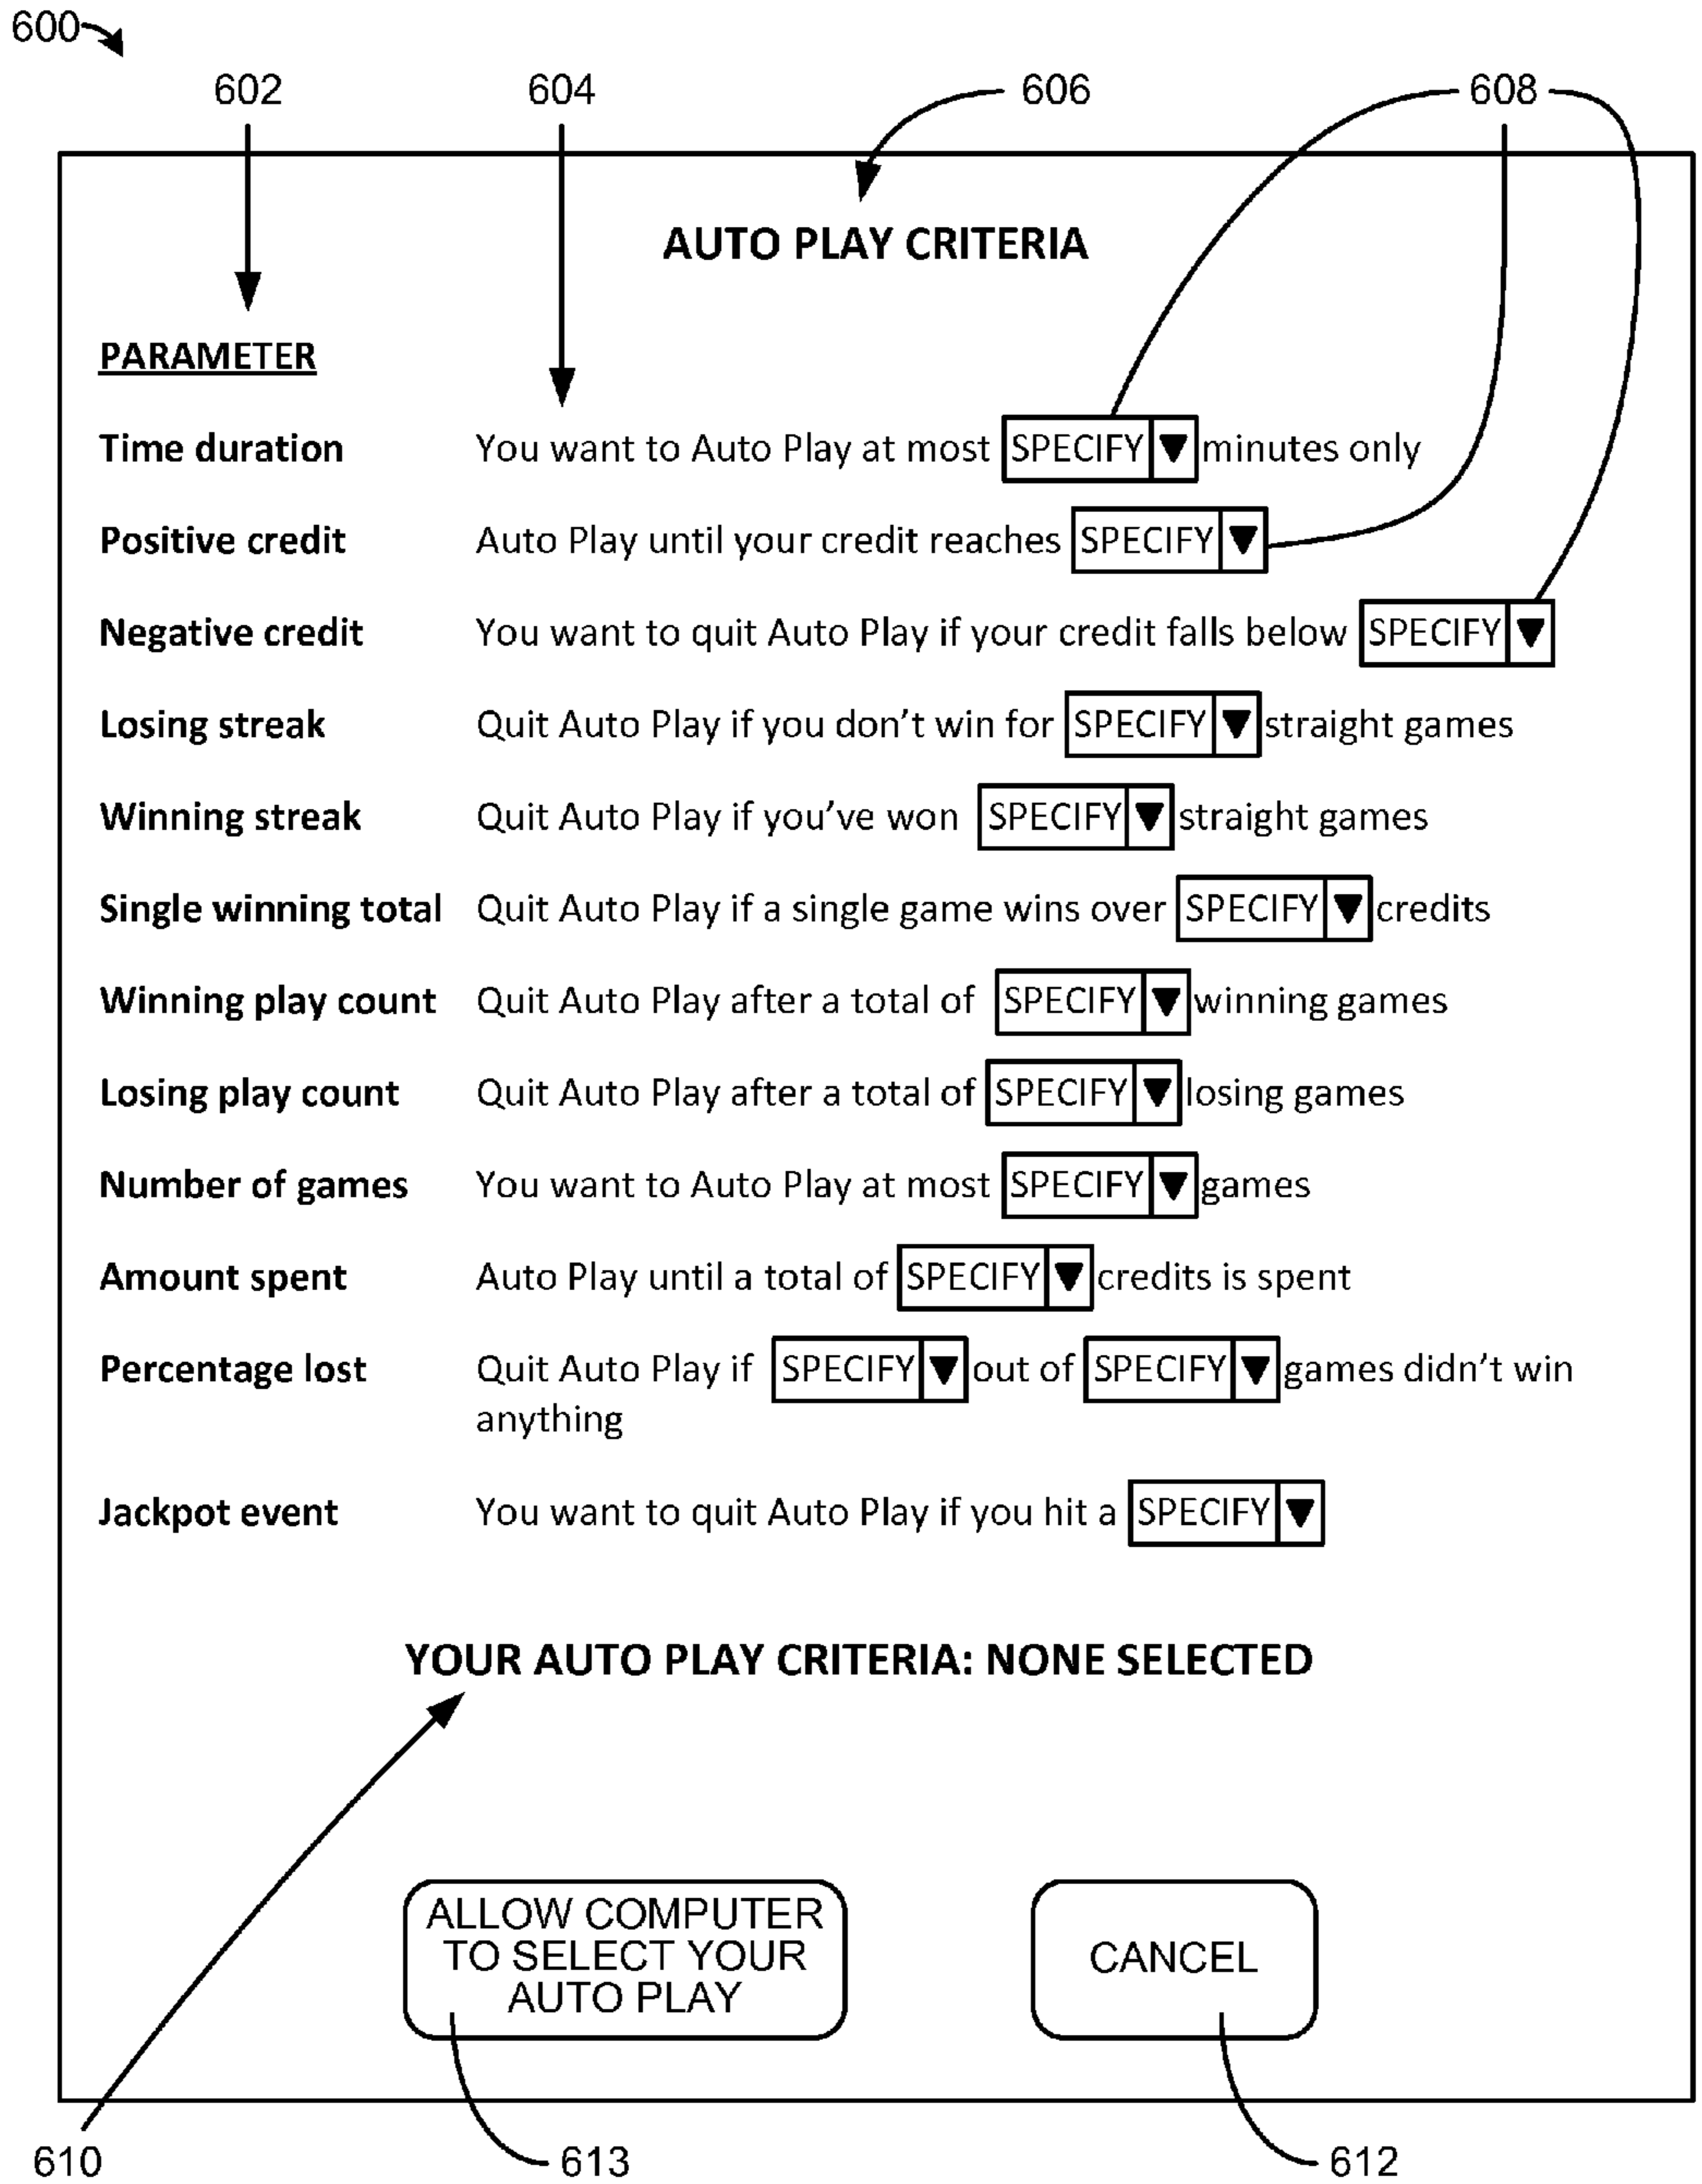 600
602 604 606 608
AUTO PLAY CRITERIA
PARAMETER
Time duration You want to Auto Play at most SPECIFY minutes only
Positive credit Auto Play until your credit reaches SPECIFY
Negative credit You want to quit Auto Play if your credit falls below SPECIFY
Losing streak Quit Auto Play if you don't win for SPECIFY straight games
Winning streak Quit Auto Play if you've won SPECIFY straight games
Single winning total Quit Auto Play if a single game wins over SPECIFY credits
Winning play count Quit Auto Play after a total of SPECIFY winning games
Losing play count Quit Auto Play after a total of SPECIFY losing games
Number of games You want to Auto Play at most SPECIFY games
Amount spent Auto Play until a total of SPECIFY credits is spent
Percentage lost Quit Auto Play if SPECIFY out of SPECIFY games didn't win
anything
Jackpot event You want to quit Auto Play if you hit a SPECIFY
YOUR AUTO PLAY CRITERIA: NONE SELECTED
ALLOW COMPUTER
TO SELECT YOUR
AUTO PLAY
CANCEL
610 613 612